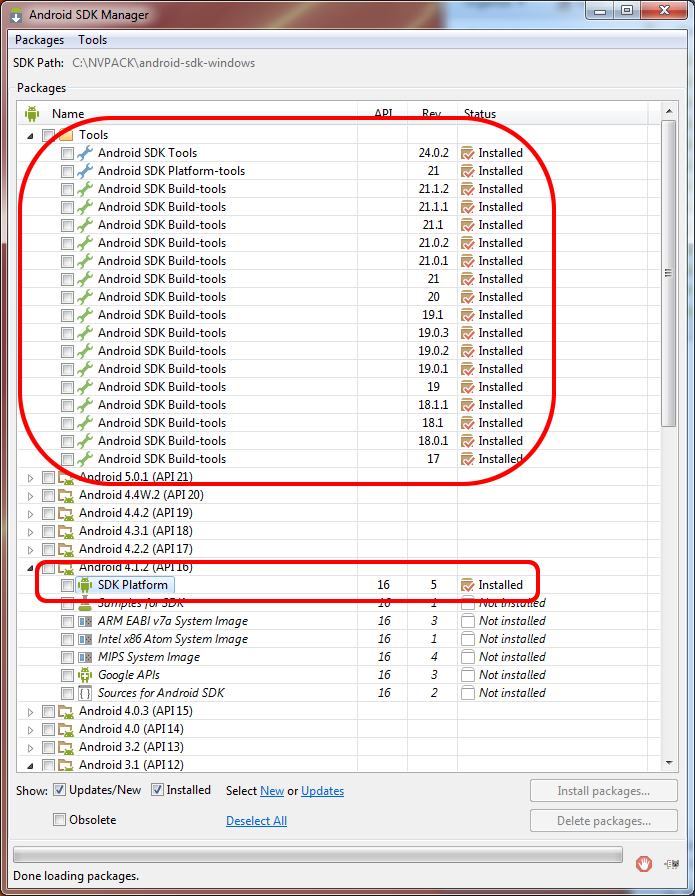 Android SDK Manager
Packages Tools
SDK Path: C:\NVPACK\android-sdk-windows
Packages
Name API Rev. Status
Tools
Android SDK Tools 24.0.2 Installed
Android SDK Platform-tools 21 Installed
Android SDK Build-tools 21.1.2 Installed
Android SDK Build-tools 21.1.1 Installed
Android SDK Build-tools 21.1 Installed
Android SDK Build-tools 21.0.2 Installed
Android SDK Build-tools 21.0.1 Installed
Android SDK Build-tools 21 Installed
Android SDK Build-tools 20 Installed
Android SDK Build-tools 19.1 Installed
Android SDK Build-tools 19.0.3 Installed
Android SDK Build-tools 19.0.2 Installed
Android SDK Build-tools 19.0.1 Installed
Android SDK Build-tools 19 Installed
Android SDK Build-tools 18.1.1 Installed
Android SDK Build-tools 18.1 Installed
Android SDK Build-tools 18.0.1 Installed
Android SDK Build-tools 17 Installed
Android 5.0.1 (API 21)
Android 4.4W.2 (API 20)
Android 4.4.2 (API 19)
Android 4.3.1 (API 18)
Android 4.2.2 (API 17)
Android 4.1.2 (API 16)
SDK Platform 16 5 Installed
Samples for SDK 16 1 Not installed
ARM EABI v7a System Image 16 3 Not installed
Intel x86 Atom System Image 16 1 Not installed
MIPS System Image 16 4 Not installed
Google APIs 16 3 Not installed
Sources for Android SDK 16 2 Not installed
Android 4.0.3 (API 15)
Android 4.0 (API 14)
Android 3.2 (API 13)
Android 3.1 (API 12)
Show: Updates/New Installed Select New or Updates Install packages...
Obsolete Deselect All Delete packages...
Done loading packages.